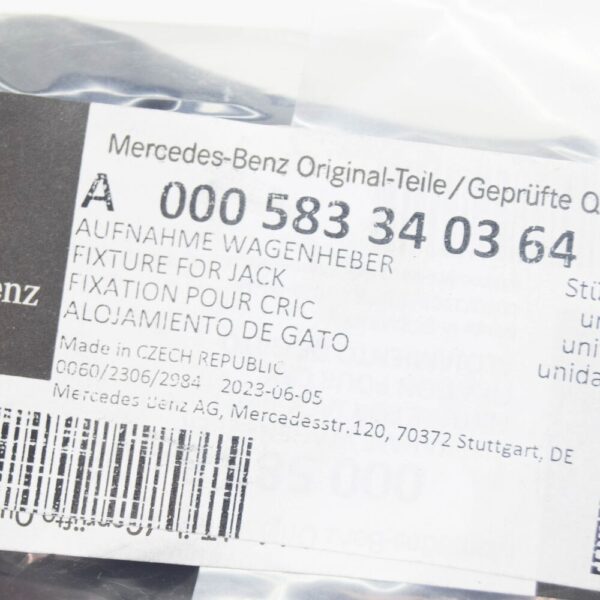 Mercedes-Benz Original-Teile/Geprüfte Q
A 000 583 34 03 64
AUFNAHME WAGENHEBER
FIXTURE FOR JACK
FIXATION POUR CRIC
ALOJAMIENTO DE GATO
Stü
un
uni
unida
enz
Made in CZECH REPUBLIC
0060/2306/2984 2023-06-05
Mercedes-Benz AG, Mercedesstr.120, 70372 Stuttgart, DE